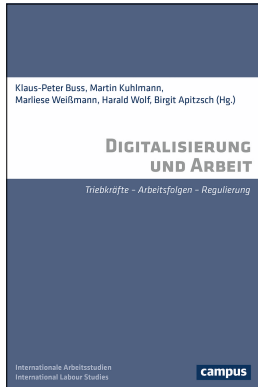 Klaus-Peter Buss, Martin Kuhlmann,
Marliese Weißmann, Harald Wolf, Birgit Apitzsch (Hg.)
Digitalisierung
und Arbeit
Triebkräfte – Arbeitsfolgen – Regulierung
Internationale Arbeitsstudien
International Labour Studies
campus